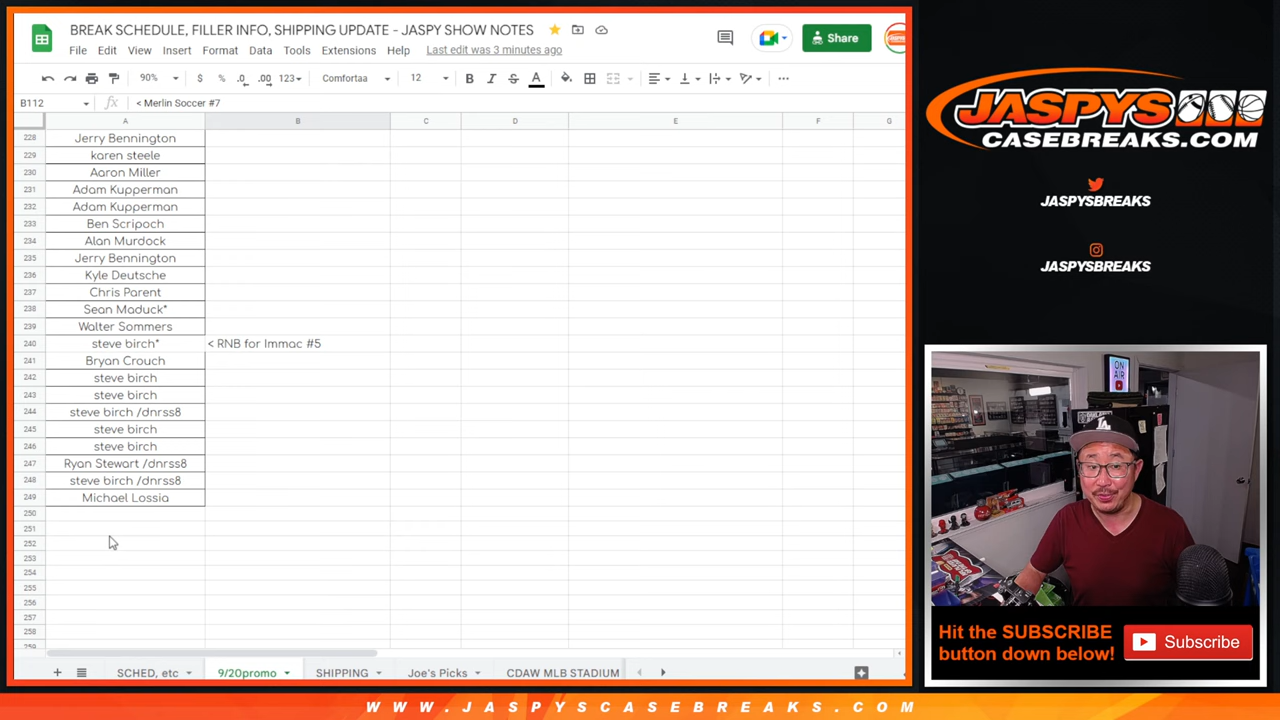 BREAK SCHEDULE, FILLER INFO, SHIPPING UPDATE - JASPY SHOW NOTES
File Edit View Insert Format Data Tools Extensions Help Last edit was 3 minutes ago
Share
90% $ % .0 .00 123 Comfortaa 12 B I S A
B112 fx < Merlin Soccer #7
A B C D E F G
228 Jerry Bennington
229 karen steele
230 Aaron Miller
231 Adam Kupperman
232 Adam Kupperman
233 Ben Scripoch
234 Alan Murdock
235 Jerry Bennington
236 Kyle Deutsche
237 Chris Parent
238 Sean Maduck*
239 Walter Sommers
240 steve birch* < RNB for Immac #5
241 Bryan Crouch
242 steve birch
243 steve birch
244 steve birch /dnrss8
245 steve birch
246 steve birch
247 Ryan Stewart /dnrss8
248 steve birch /dnrss8
249 Michael Lossia
250
251
252
253
254
255
256
257
258
259
+ SCHED, etc 9/20promo SHIPPING Joe's Picks CDAW MLB STADIUM
JASPYS
CASEBREAKS.COM
JASPYSBREAKS
JASPYSBREAKS
ON
AIR
LA
Hit the SUBSCRIBE
button down below!
Subscribe
WWW.JASPYSCASEBREAKS.COM